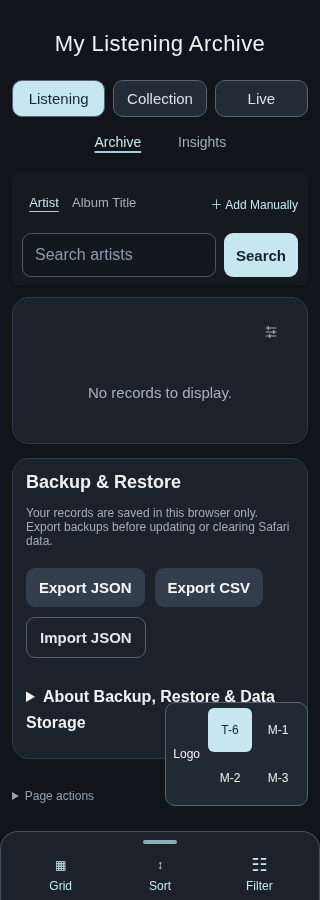 My Listening Archive
Listening Collection Live
Archive Insights
Artist Album Title + Add Manually
Search artists Search
No records to display.
Backup & Restore
Your records are saved in this browser only.
Export backups before updating or clearing Safari
data.
Export JSON Export CSV
Import JSON
About Backup, Restore & Data
Storage
Logo T-6 M-1
M-2 M-3
Page actions
Grid Sort Filter